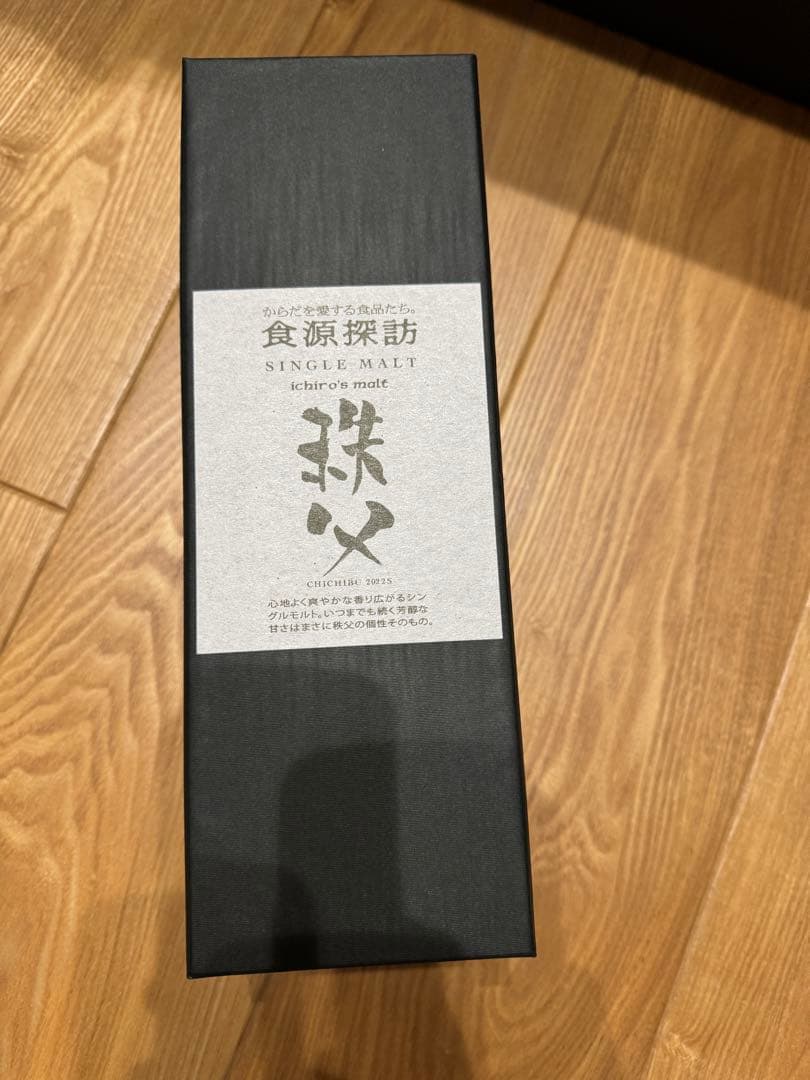 からだを愛する食品たち。
食源探訪
SINGLE MALT
ichiro's malt
秩父
CHICHIBU 2022S
心地よく爽やかな香り広がるシン
グルモルト。いつまでも続く芳醇な
甘さはまさに秩父の個性そのもの。